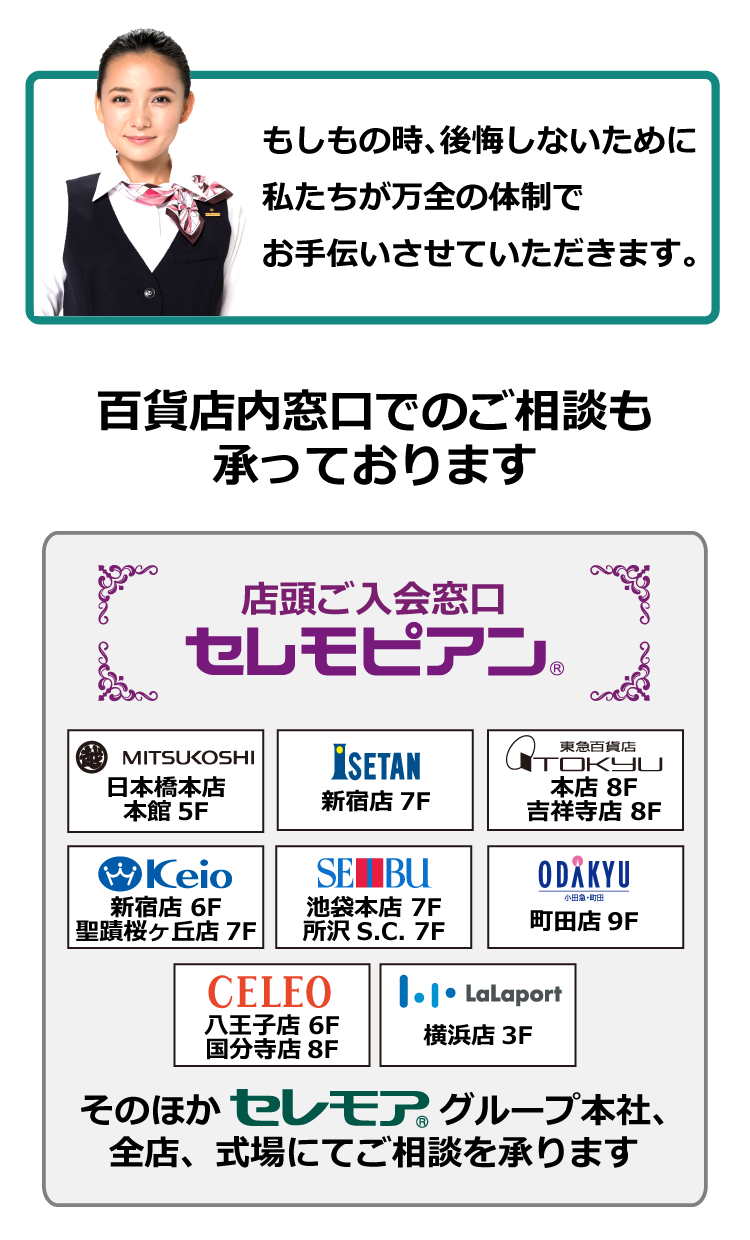 もしもの時、後悔しないために
私たちが万全の体制で
お手伝いさせていただきます。
百貨店内窓口でのご相談も
承っております
店頭ご入会窓口
セレモピアン®
MITSUKOSHI
日本橋本店
本館 5F
ISETAN
新宿店 7F
東急百貨店
TOKYU
本店 8F
吉祥寺店 8F
Keio
新宿店 6F
聖蹟桜ヶ丘店 7F
SEIBU
池袋本店 7F
所沢 S.C. 7F
ODAKYU
小田急・町田
町田店 9F
CELEO
八王子店 6F
国分寺店 8F
LaLaport
横浜店 3F
そのほか セレモア® グループ本社、
全店、式場にてご相談を承ります